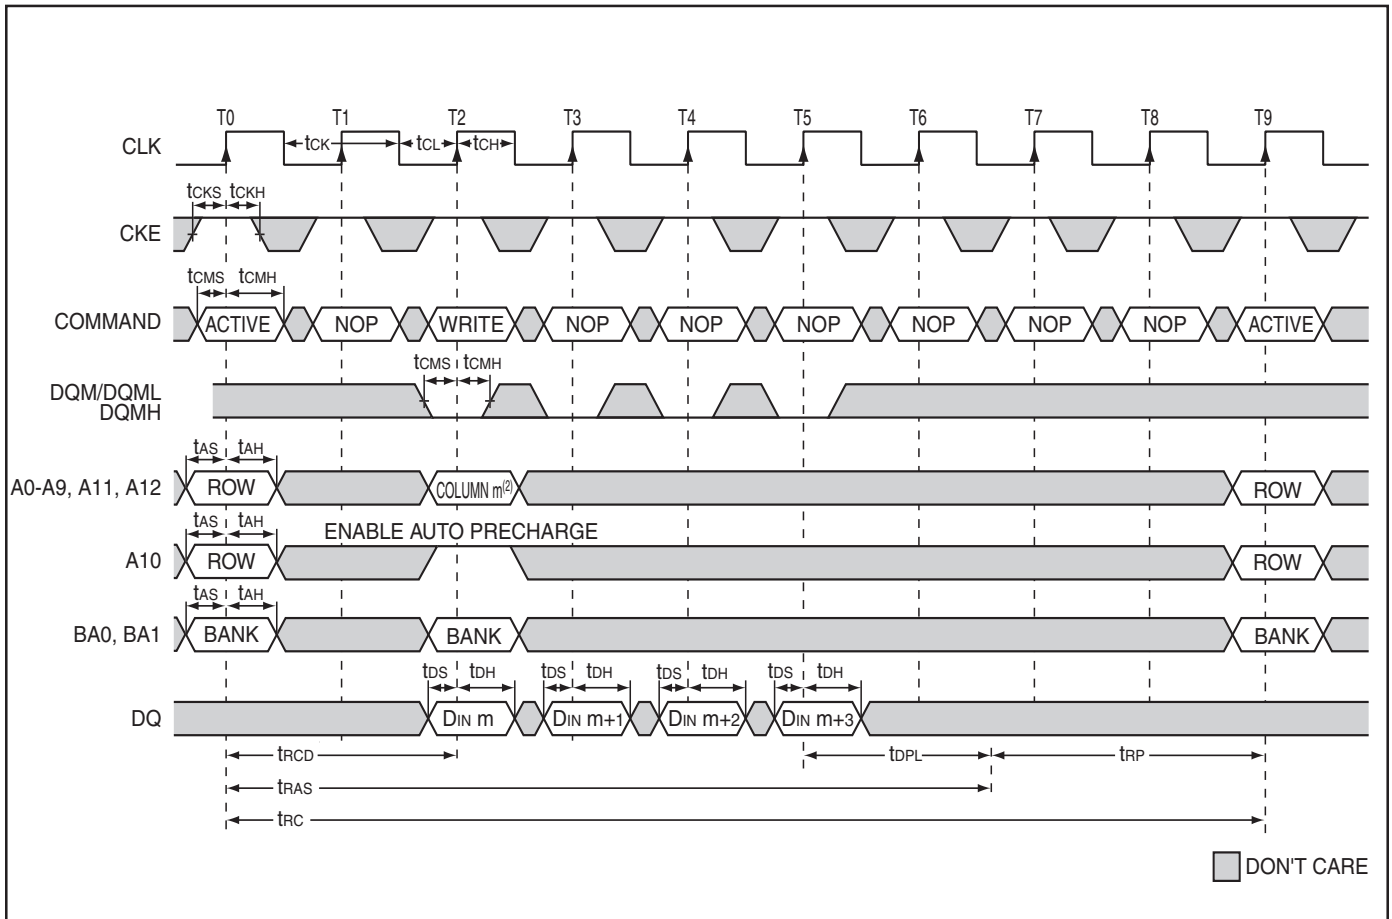 T0 T1 T2 T3 T4 T5 T6 T7 T8 T9
CLK tCK tCL tCH
tCKS tCKH
CKE
tCMS tCMH
COMMAND ACTIVE NOP WRITE NOP NOP NOP NOP NOP NOP ACTIVE
tCMS tCMH
DQM/DQML
DQMH
tAS tAH
A0-A9, A11, A12 ROW COLUMN m(2) ROW
tAS tAH ENABLE AUTO PRECHARGE
A10 ROW ROW
tAS tAH
BA0, BA1 BANK BANK BANK
tDS tDH tDS tDH tDS tDH tDS tDH
DQ DIN m DIN m+1 DIN m+2 DIN m+3
tRCD tDPL tRP
tRAS
tRC
DON'T CARE